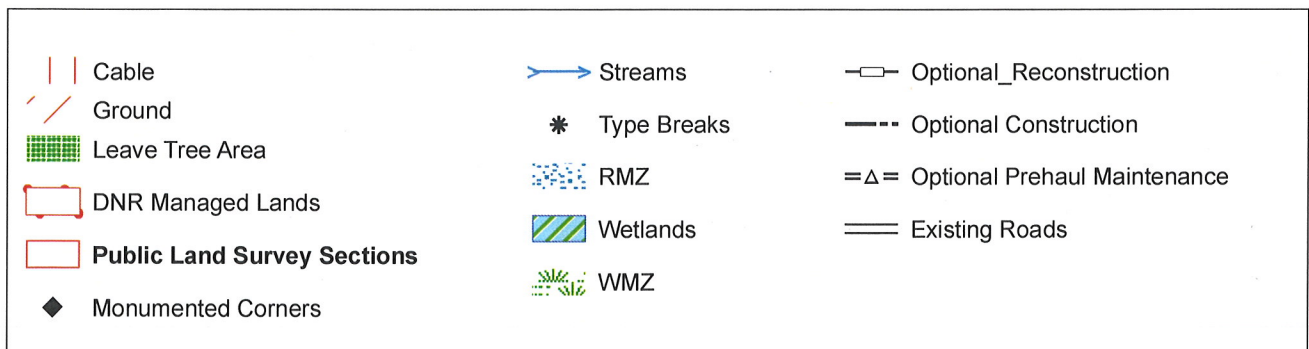 Cable
Ground
Leave Tree Area
DNR Managed Lands
Public Land Survey Sections
Monumented Corners
Streams
Type Breaks
RMZ
Wetlands
WMZ
Optional_Reconstruction
Optional Construction
Optional Prehaul Maintenance
Existing Roads